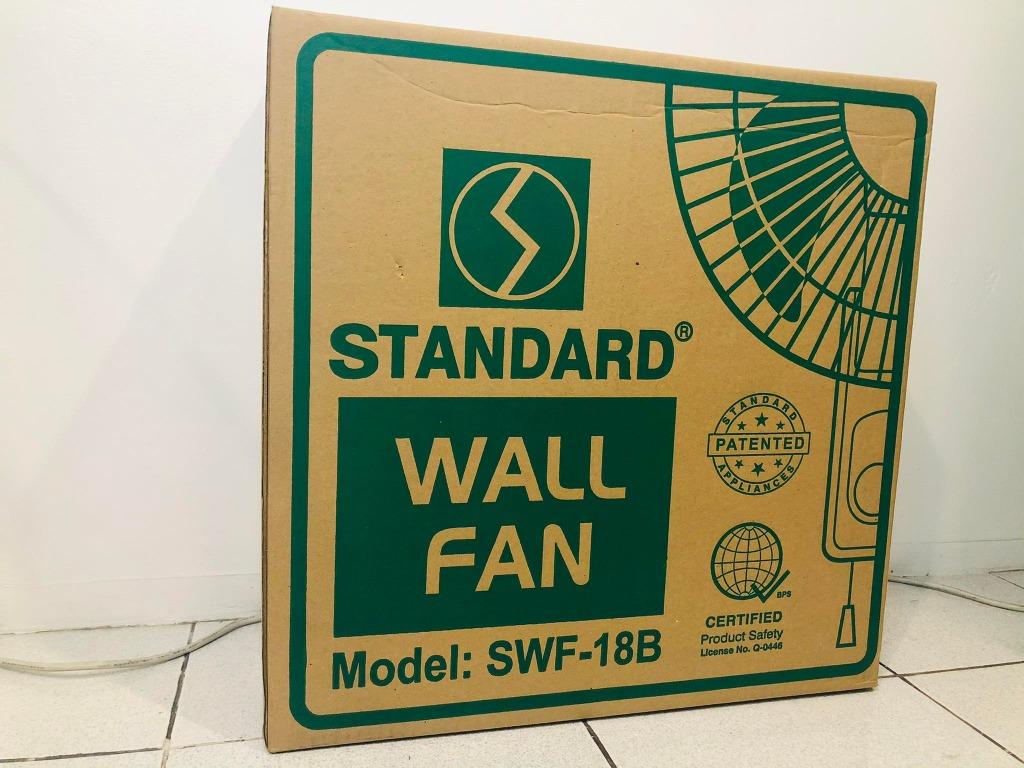 STANDARD®
WALL
FAN
Model: SWF-18B
STANDARD
PATENTED
APPLIANCES
BPS
CERTIFIED
Product Safety
License No. Q-0446